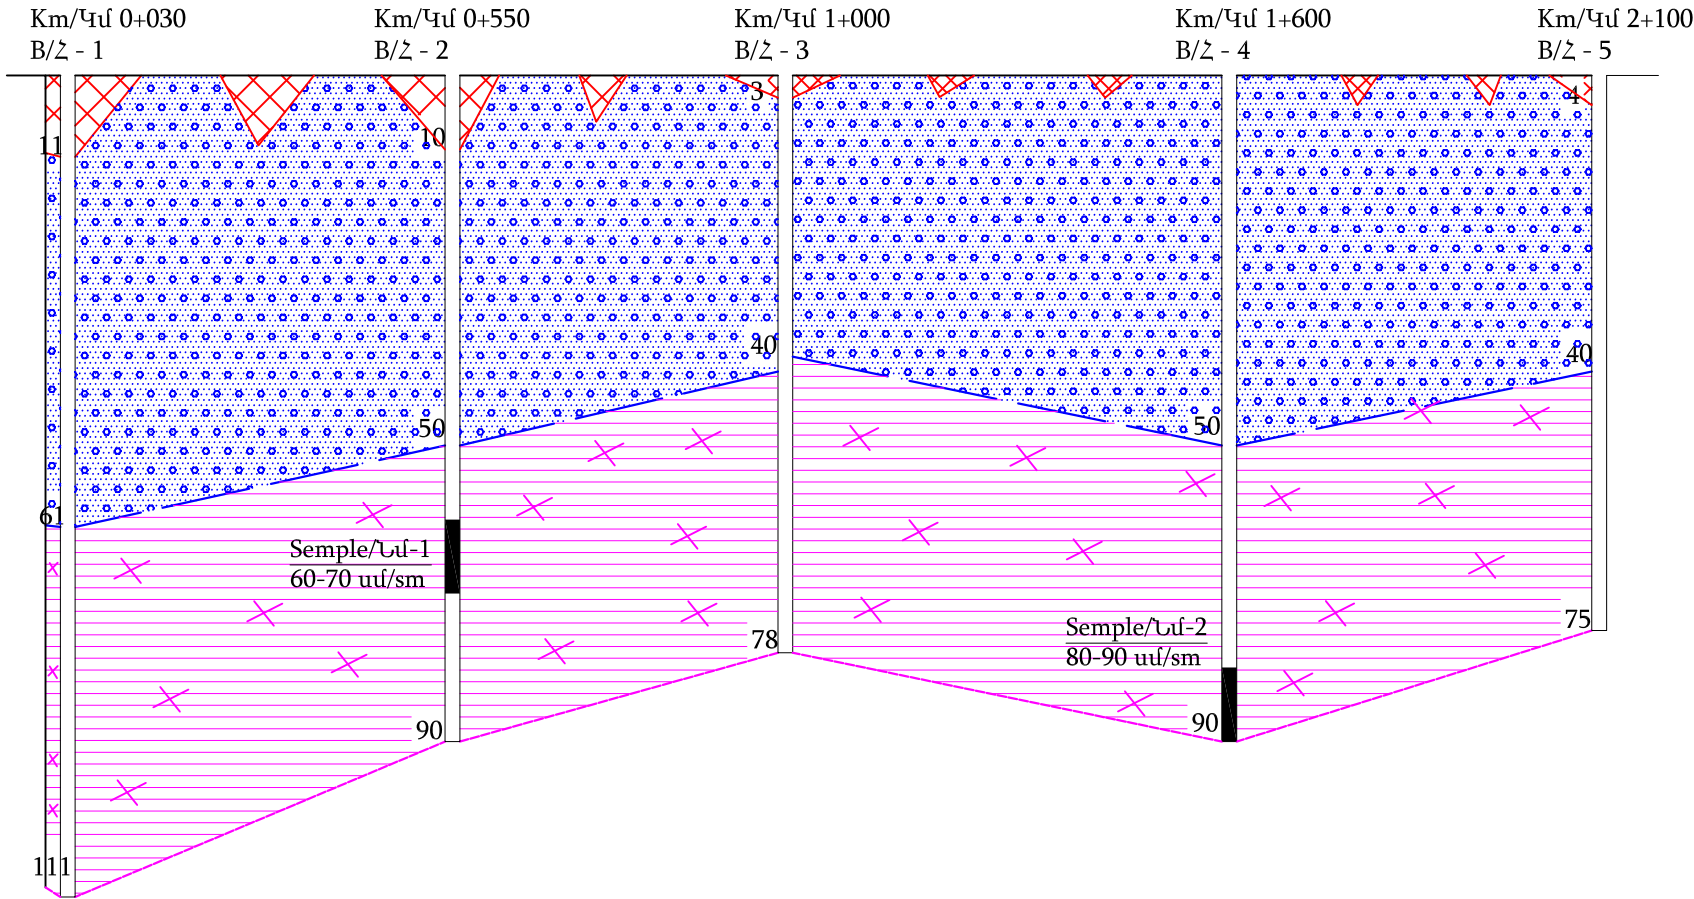 Km/Կմ 0+030
B/Հ - 1
Km/Կմ 0+550
B/Հ - 2
Km/Կմ 1+000
B/Հ - 3
Km/Կմ 1+600
B/Հ - 4
Km/Կմ 2+100
B/Հ - 5
11
10
3
4
40
40
50
50
61
Semple/Նմ-1
60-70 սմ/sm
Semple/Նմ-2
80-90 սմ/sm
78
75
90
90
111